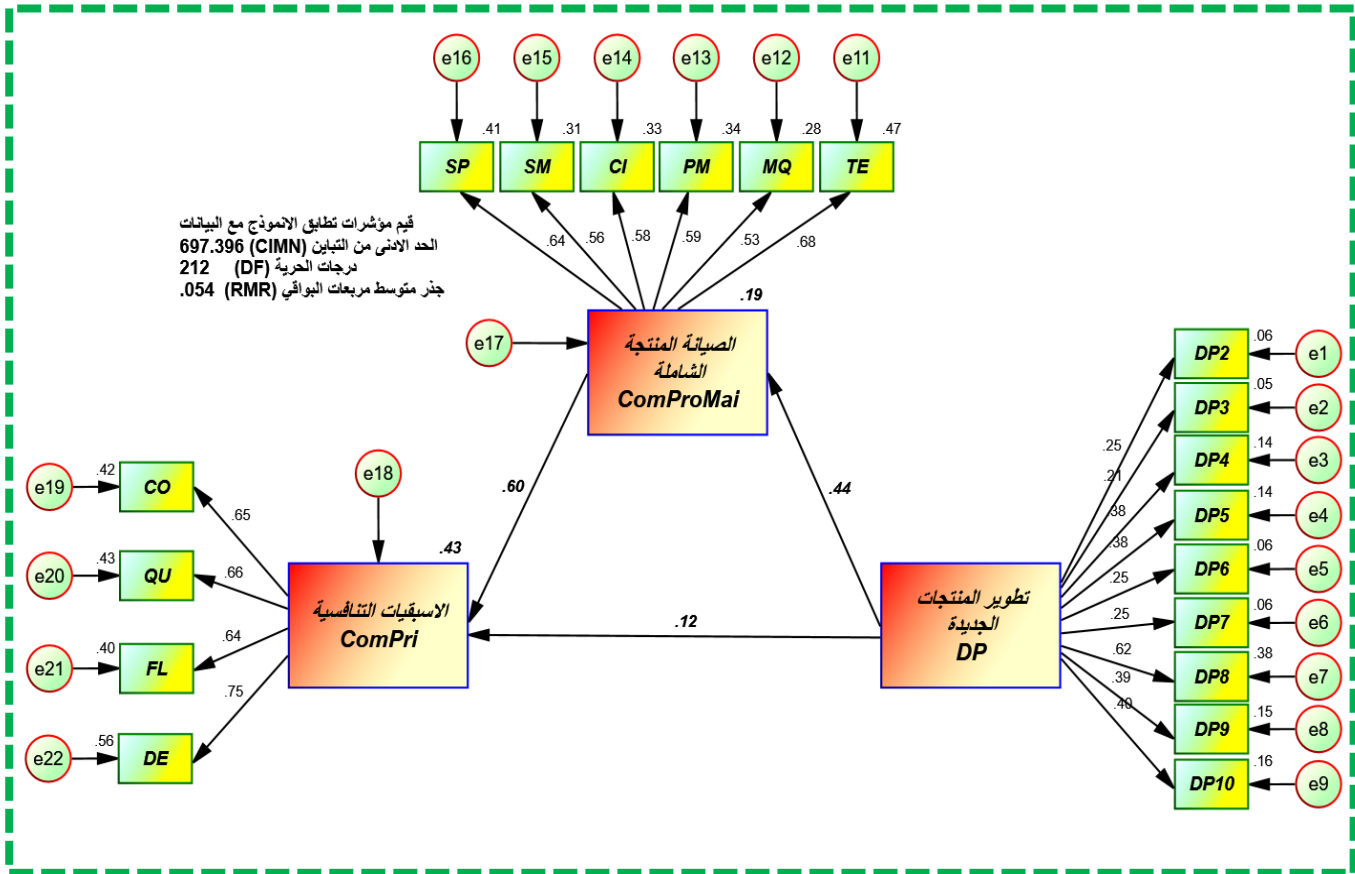 e16 e15 e14 e13 e12 e11
.41 .31 .33 .34 .28 .47
SP SM CI PM MQ TE
قيم مؤشرات تطابق الانموذج مع البيانات
الحد الادنى من التباين (CIMN) 697.396
درجات الحرية (DF) 212
جذر متوسط مربعات البواقي (RMR) .054
.64 .56 .58 .59 .53 .68
.19
e17
الصيانة المنتجة
الشاملة
ComProMai
.60
.44
.12
e18
.43
الاسبقيات التنافسية
ComPri
تطوير المنتجات
الجديدة
DP
e19 .42 CO .65
e20 .43 QU .66
e21 .40 FL .64
e22 .56 DE .75
.25 DP2 .06 e1
.21 DP3 .05 e2
.38 DP4 .14 e3
.38 DP5 .14 e4
.25 DP6 .06 e5
.25 DP7 .06 e6
.62 DP8 .38 e7
.39 DP9 .15 e8
.40 DP10 .16 e9